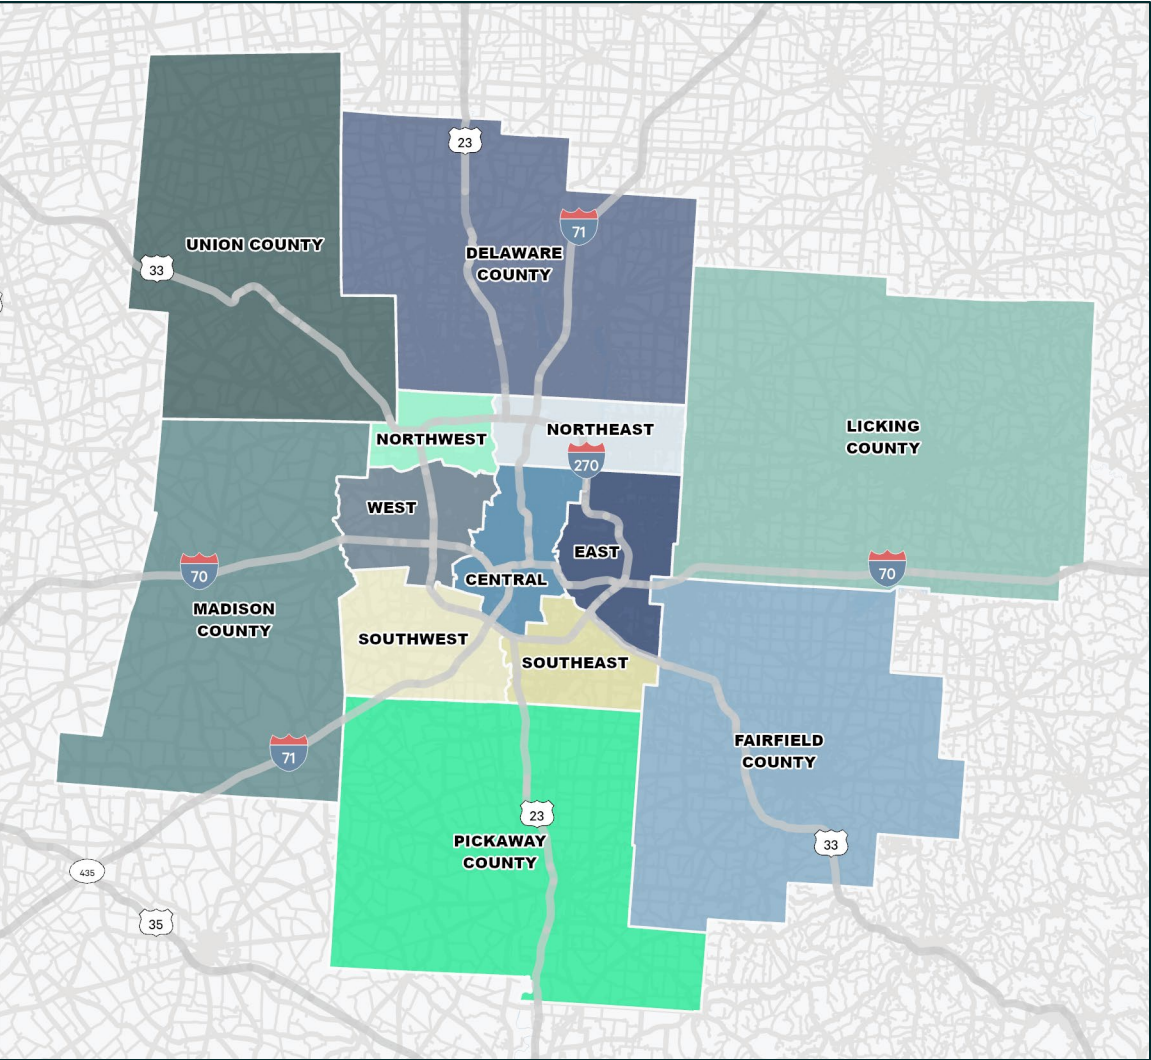 23
71
UNION COUNTY
DELAWARE
COUNTY
33
LICKING
COUNTY
NORTHWEST
NORTHEAST
270
WEST
EAST
70
70
CENTRAL
MADISON
COUNTY
SOUTHWEST
SOUTHEAST
71
FAIRFIELD
COUNTY
23
PICKAWAY
COUNTY
33
435
35